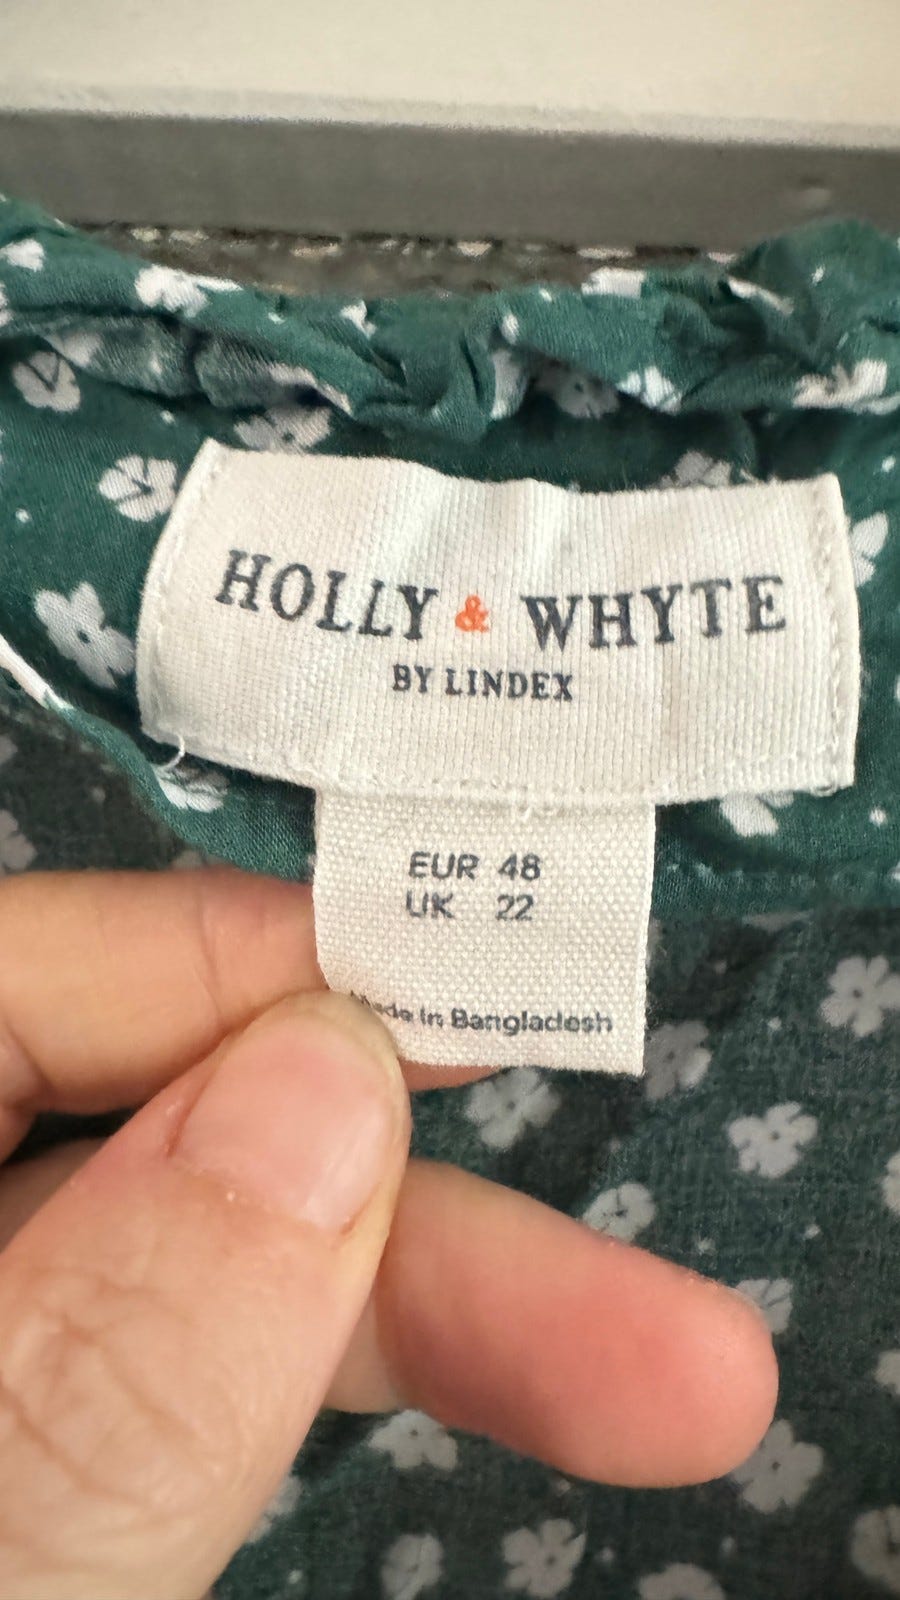 HOLLY & WHYTE
BY LINDEX
EUR 48
UK 22
Made in Bangladesh